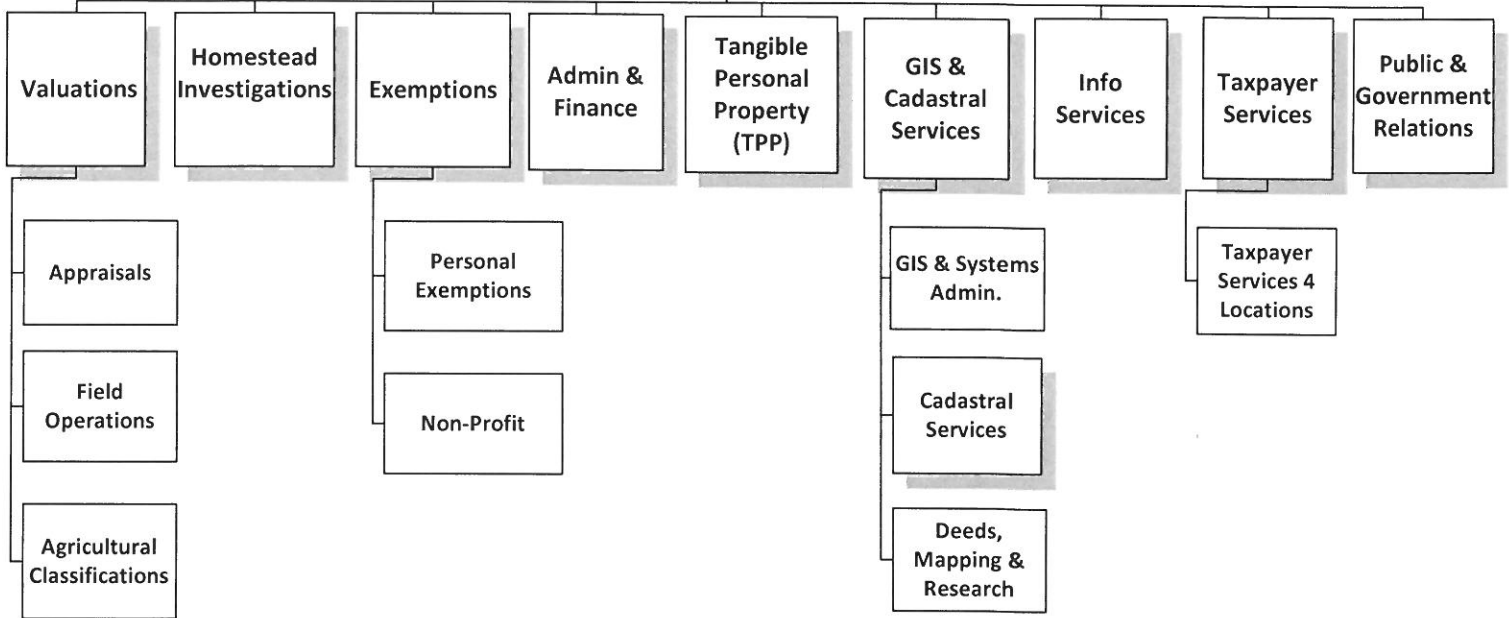 Valuations
Homestead
Investigations
Exemptions
Admin &
Finance
Tangible
Personal
Property
(TPP)
GIS &
Cadastral
Services
Info
Services
Taxpayer
Services
Public &
Government
Relations
Appraisals
Field
Operations
Agricultural
Classifications
Personal
Exemptions
Non-Profit
GIS & Systems
Admin.
Cadastral
Services
Deeds,
Mapping &
Research
Taxpayer
Services 4
Locations